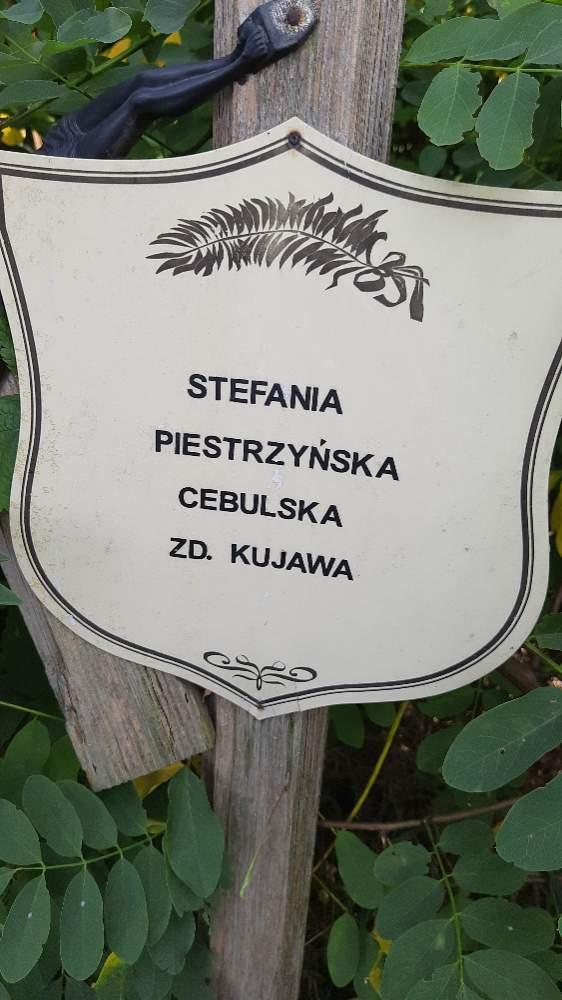 STEFANIA
PIESTRZYŃSKA
CEBULSKA
ZD. KUJAWA